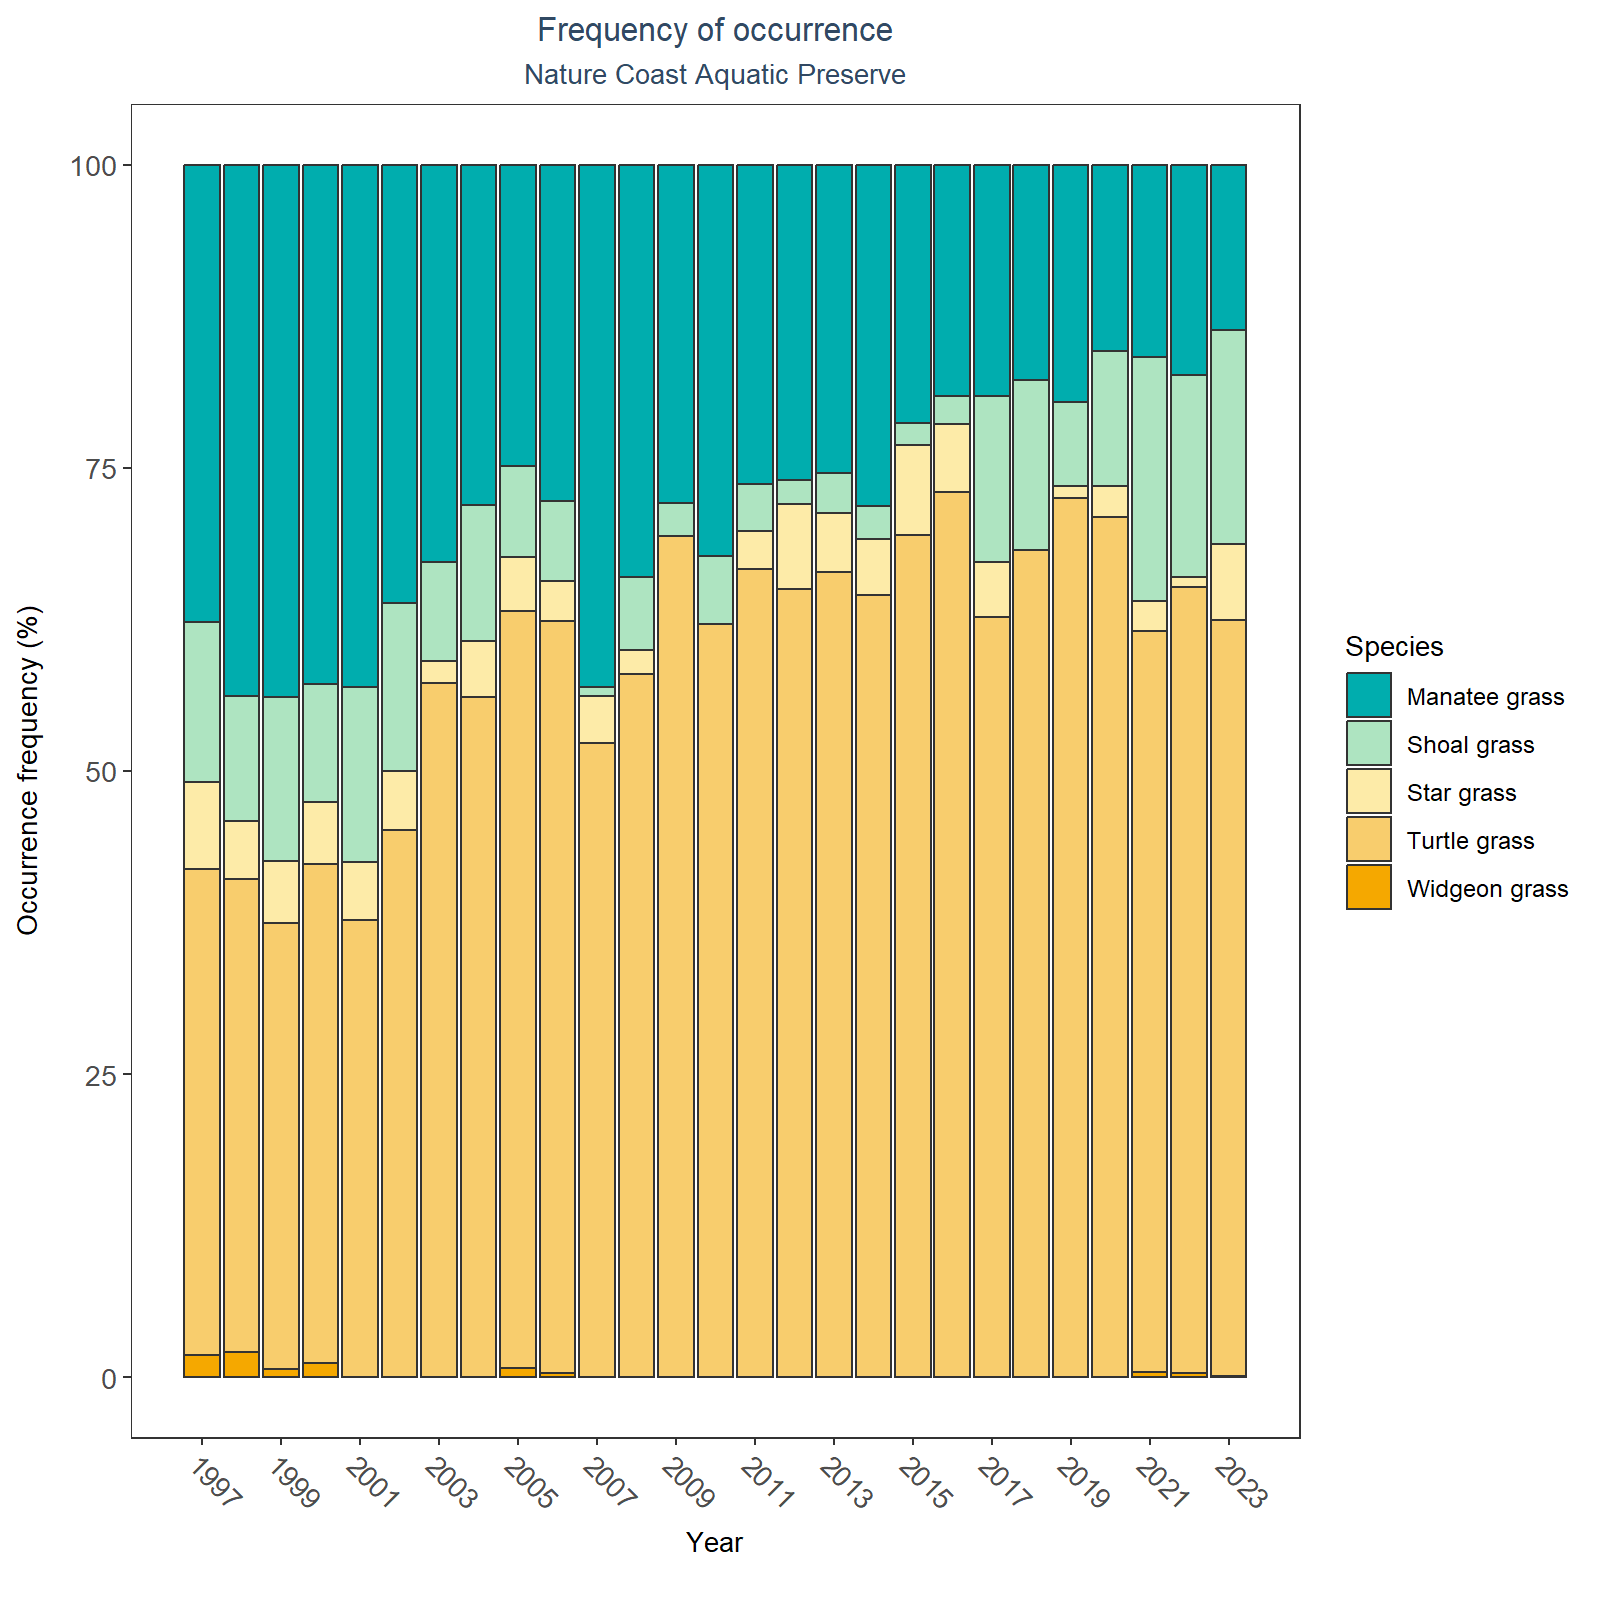 Frequency of occurrence
Nature Coast Aquatic Preserve
Occurrence frequency (%)
100
75
50
25
0
1997
1999
2001
2003
2005
2007
2009
2011
2013
2015
2017
2019
2021
2023
Year
Species
Manatee grass
Shoal grass
Star grass
Turtle grass
Widgeon grass